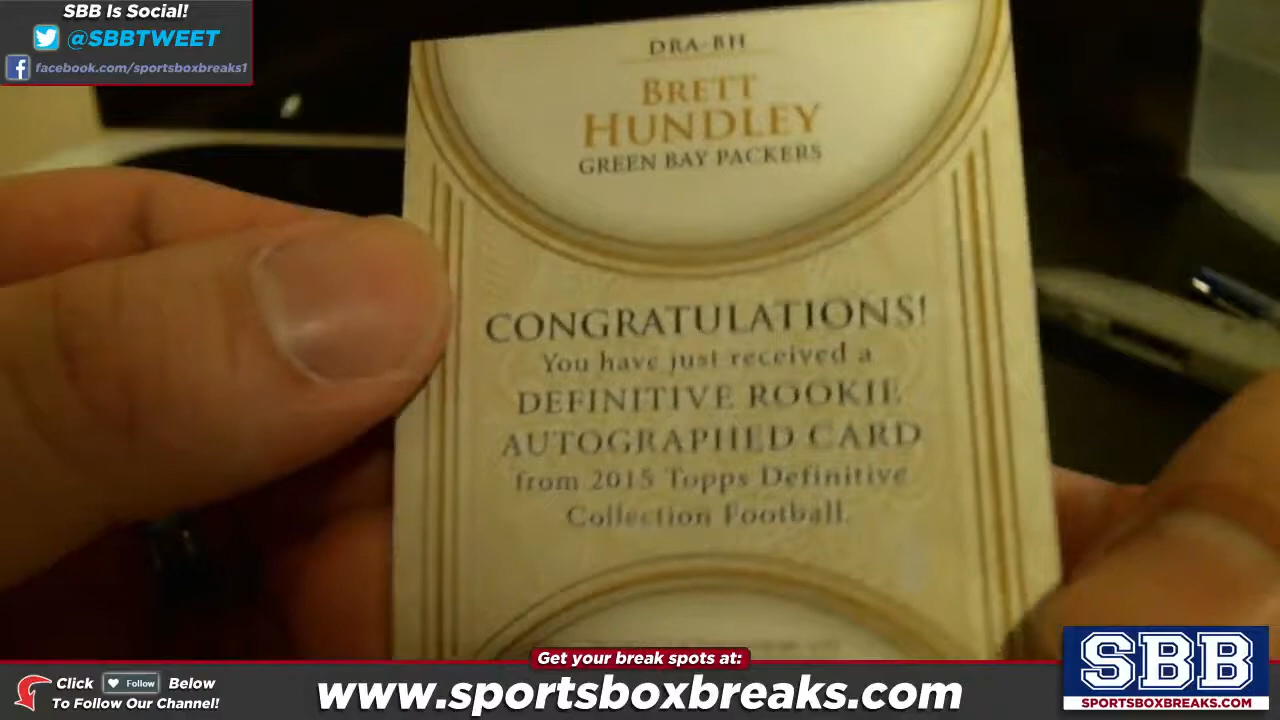 SBB Is Social!
@SBBTWEET
facebook.com/sportsboxbreaks1
DRA-BH
BRETT
HUNDLEY
GREEN BAY PACKERS
CONGRATULATIONS!
You have just received a
DEFINITIVE ROOKIE
AUTOGRAPHED CARD
from 2015 Topps Definitive
Collection Football.
Get your break spots at:
Click Follow Below
To Follow Our Channel!
www.sportsboxbreaks.com
SBB
SPORTSBOXBREAKS.COM